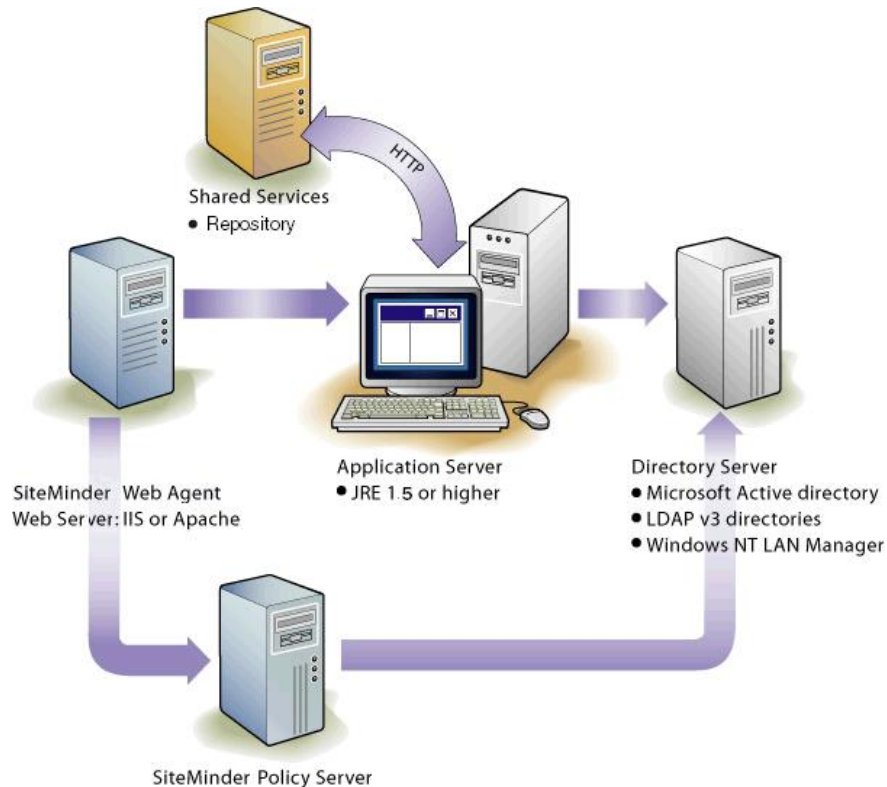 HTTP
Shared Services
• Repository
Application Server
• JRE 1.5 or higher
Directory Server
• Microsoft Active directory
• LDAP v3 directories
• Windows NT LAN Manager
SiteMinder Web Agent
Web Server: IIS or Apache
SiteMinder Policy Server